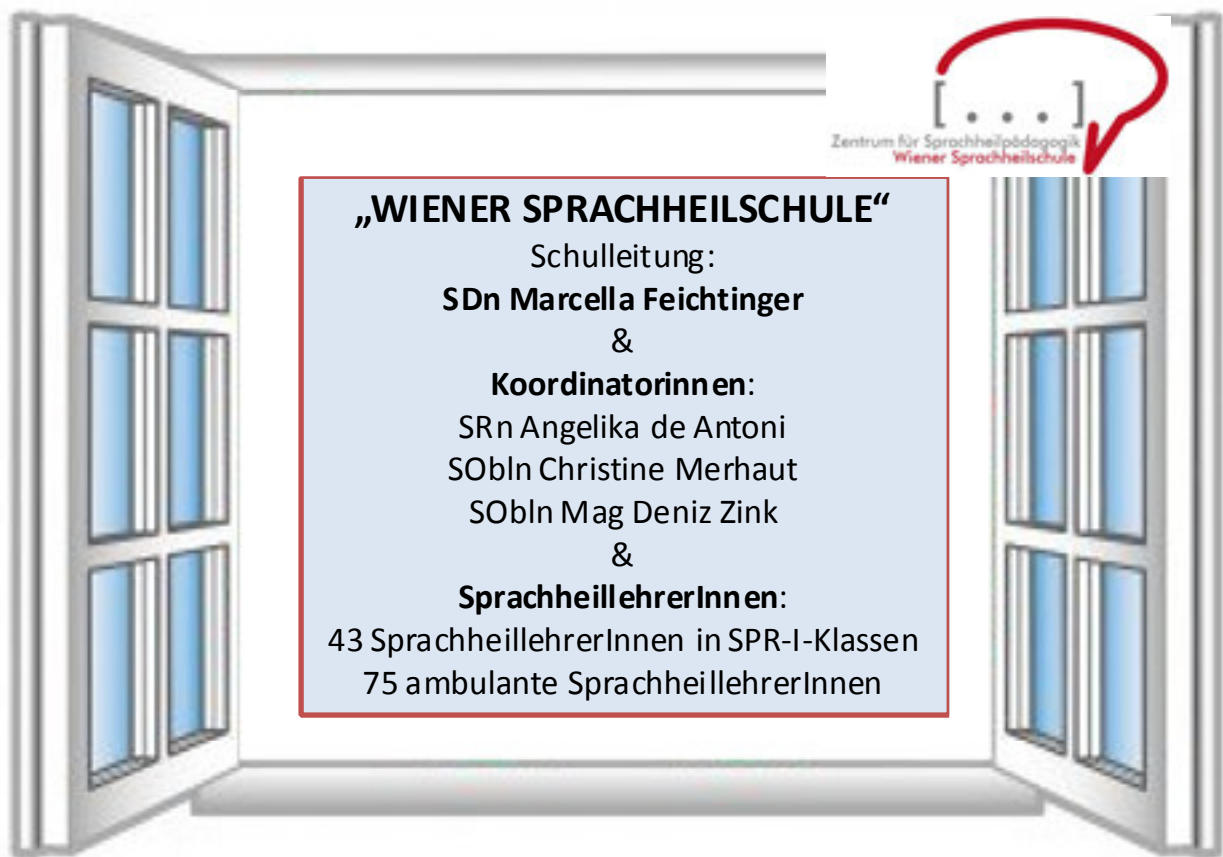 [...]
Zentrum für Sprachheilpädagogik
Wiener Sprachheilschule
„WIENER SPRACHHEILSCHULE“
Schulleitung:
SDn Marcella Feichtinger
&
Koordinatorinnen:
SRn Angelika de Antoni
SObln Christine Merhaut
SObln Mag Deniz Zink
&
SprachheillehrerInnen:
43 SprachheillehrerInnen in SPR-I-Klassen
75 ambulante SprachheillehrerInnen